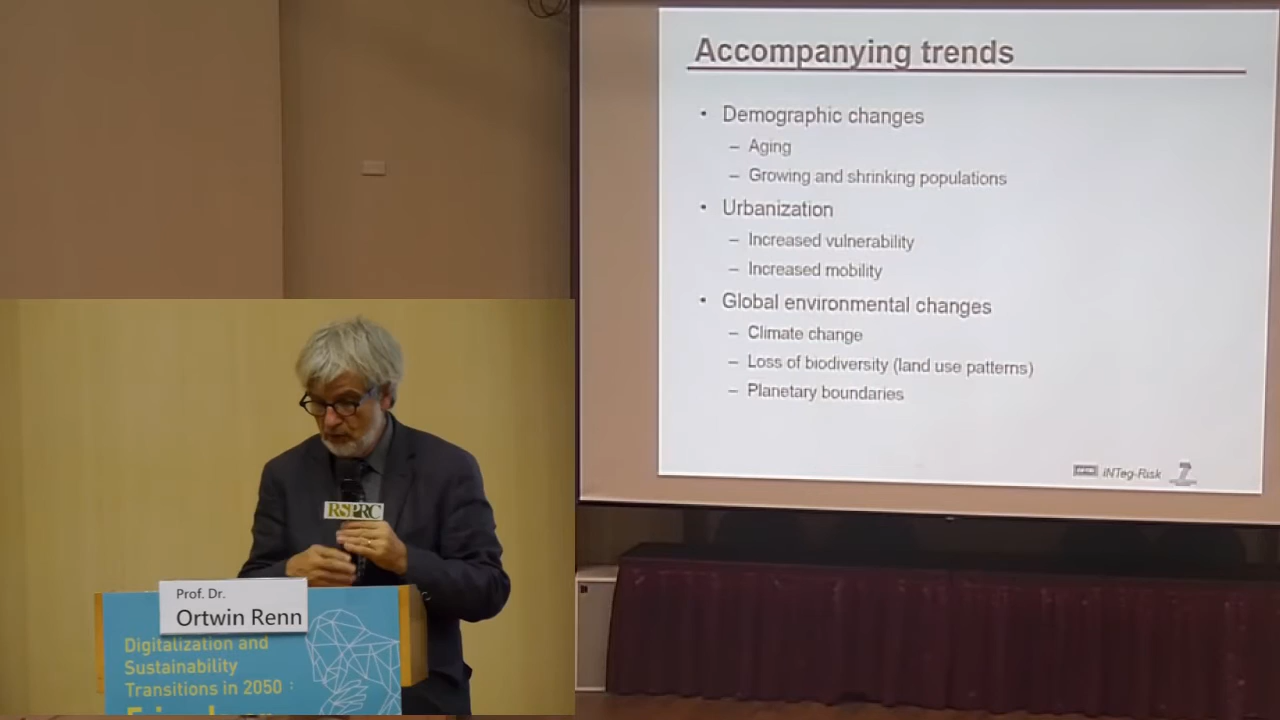 Accompanying trends
• Demographic changes
– Aging
– Growing and shrinking populations
• Urbanization
– Increased vulnerability
– Increased mobility
• Global environmental changes
– Climate change
– Loss of biodiversity (land use patterns)
– Planetary boundaries
iNTeg-Risk
RSPRC
Prof. Dr.
Ortwin Renn
Digitalization and
Sustainability
Transitions in 2050 :